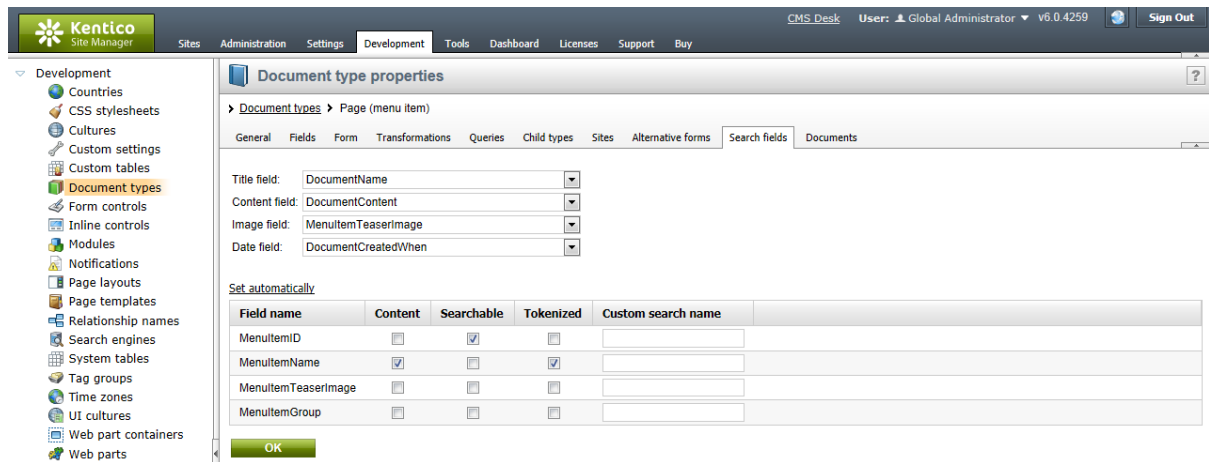 Kentico
Site Manager
CMS Desk User: Global Administrator v6.0.4259 Sign Out
Sites Administration Settings Development Tools Dashboard Licenses Support Buy
Development
Countries
CSS stylesheets
Cultures
Custom settings
Custom tables
Document types
Form controls
Inline controls
Modules
Notifications
Page layouts
Page templates
Relationship names
Search engines
System tables
Tag groups
Time zones
UI cultures
Web part containers
Web parts
Document type properties ?
Document types > Page (menu item)
General Fields Form Transformations Queries Child types Sites Alternative forms Search fields Documents
Title field: DocumentName
Content field: DocumentContent
Image field: MenuItemTeaserImage
Date field: DocumentCreatedWhen
Set automatically
Field name Content Searchable Tokenized Custom search name
MenuItemID
MenuItemName
MenuItemTeaserImage
MenuItemGroup
OK